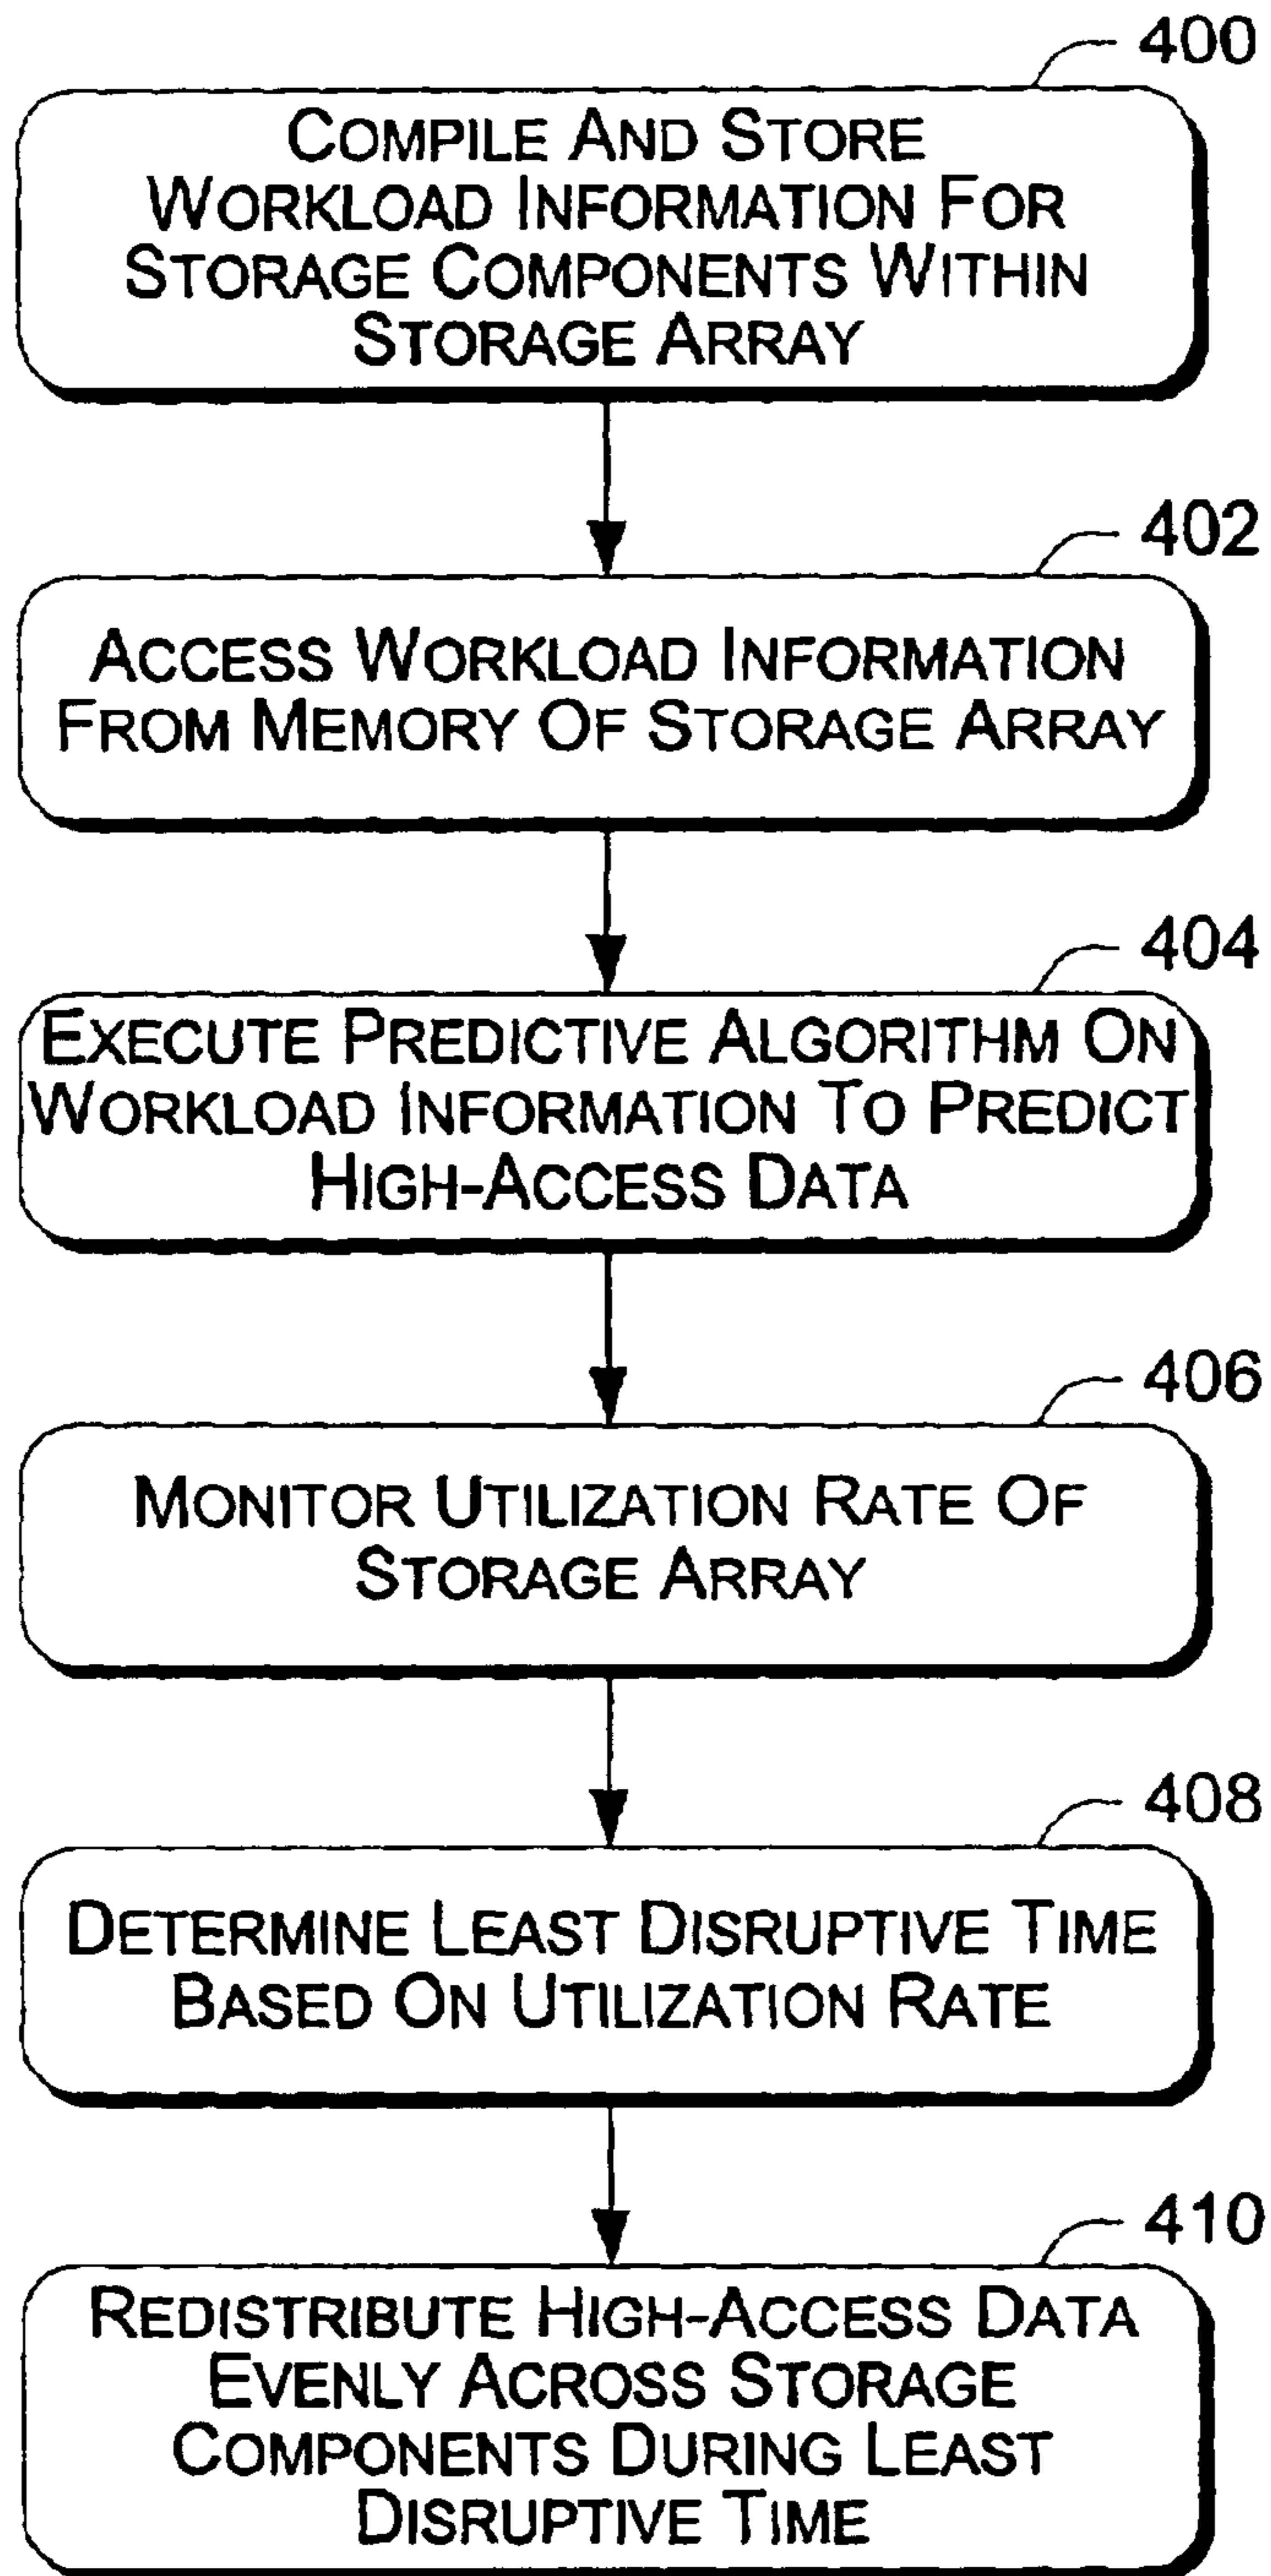 400
COMPILE AND STORE
WORKLOAD INFORMATION FOR
STORAGE COMPONENTS WITHIN
STORAGE ARRAY
402
ACCESS WORKLOAD INFORMATION
FROM MEMORY OF STORAGE ARRAY
404
EXECUTE PREDICTIVE ALGORITHM ON
WORKLOAD INFORMATION TO PREDICT
HIGH-ACCESS DATA
406
MONITOR UTILIZATION RATE OF
STORAGE ARRAY
408
DETERMINE LEAST DISRUPTIVE TIME
BASED ON UTILIZATION RATE
410
REDISTRIBUTE HIGH-ACCESS DATA
EVENLY ACROSS STORAGE
COMPONENTS DURING LEAST
DISRUPTIVE TIME